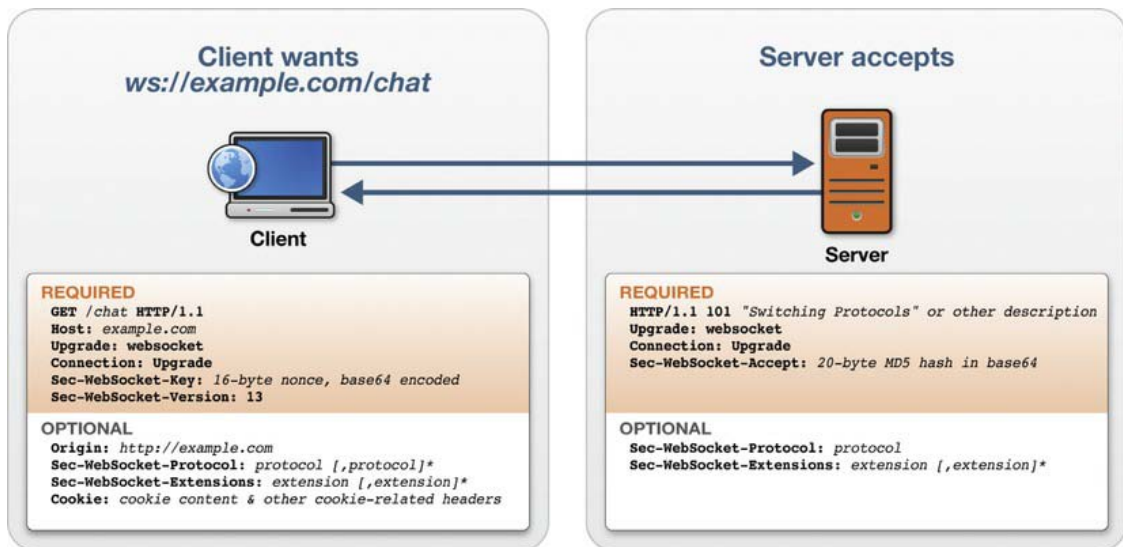 Client wants
ws://example.com/chat
Client
REQUIRED
GET /chat HTTP/1.1
Host: example.com
Upgrade: websocket
Connection: Upgrade
Sec-WebSocket-Key: 16-byte nonce, base64 encoded
Sec-WebSocket-Version: 13
OPTIONAL
Origin: http://example.com
Sec-WebSocket-Protocol: protocol [,protocol]*
Sec-WebSocket-Extensions: extension [,extension]*
Cookie: cookie content & other cookie-related headers
Server accepts
Server
REQUIRED
HTTP/1.1 101 "Switching Protocols" or other description
Upgrade: websocket
Connection: Upgrade
Sec-WebSocket-Accept: 20-byte MD5 hash in base64
OPTIONAL
Sec-WebSocket-Protocol: protocol
Sec-WebSocket-Extensions: extension [,extension]*